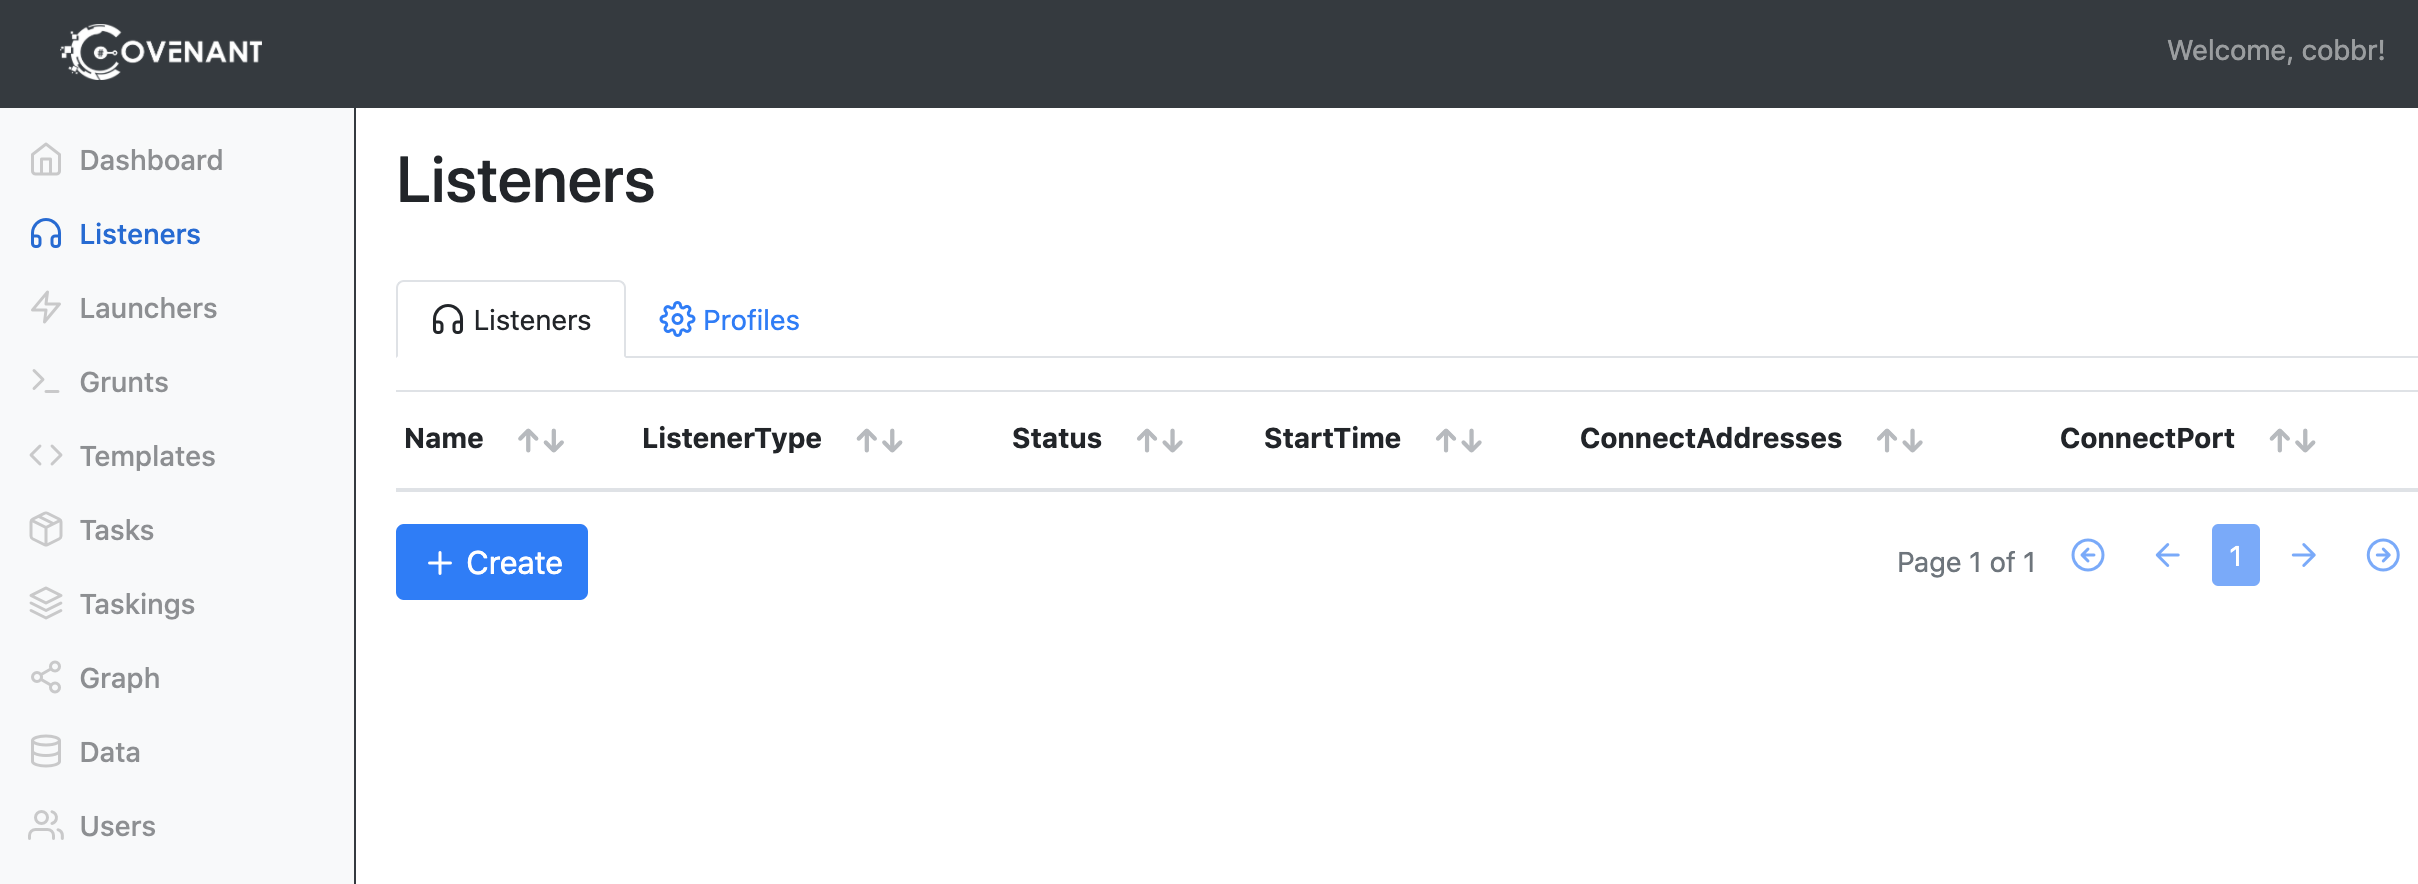 COVENANT
Welcome, cobbr!
Dashboard
Listeners
Launchers
Grunts
Templates
Tasks
Taskings
Graph
Data
Users
Listeners
Listeners
Profiles
Name ListenerType Status StartTime ConnectAddresses ConnectPort
+ Create
Page 1 of 1
1